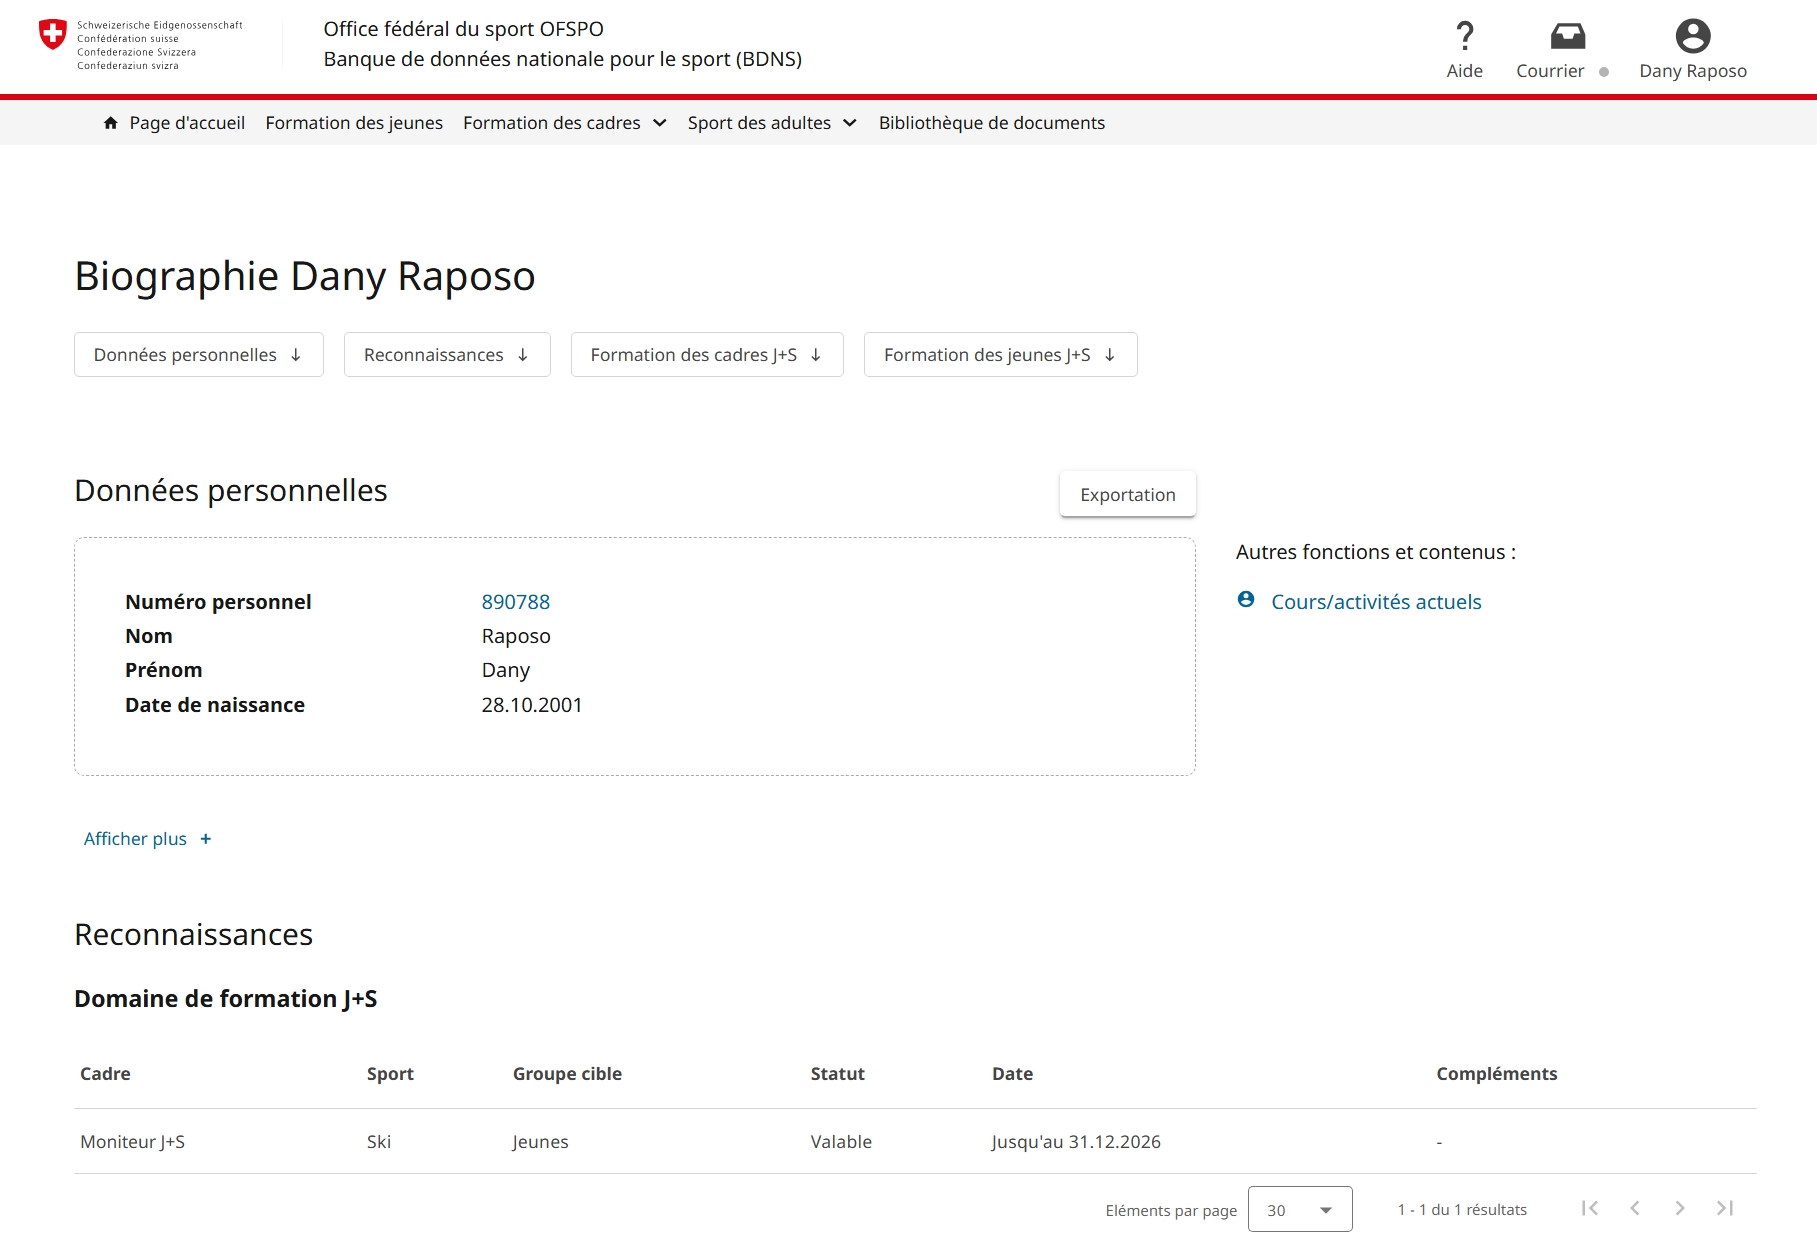 Schweizerische Eidgenossenschaft
Confédération suisse
Confederazione Svizzera
Confederaziun svizra
Office fédéral du sport OFSPO
Banque de données nationale pour le sport (BDNS)
Aide
Courrier
Dany Raposo
Page d'accueil Formation des jeunes Formation des cadres Sport des adultes Bibliothèque de documents
Biographie Dany Raposo
Données personnelles ↓ Reconnaissances ↓ Formation des cadres J+S ↓ Formation des jeunes J+S ↓
Données personnelles
Exportation
Numéro personnel 890788
Nom Raposo
Prénom Dany
Date de naissance 28.10.2001
Autres fonctions et contenus :
Cours/activités actuels
Afficher plus +
Reconnaissances
Domaine de formation J+S
Cadre Sport Groupe cible Statut Date Compléments
Moniteur J+S Ski Jeunes Valable Jusqu'au 31.12.2026 -
Eléments par page 30 1 - 1 du 1 résultats